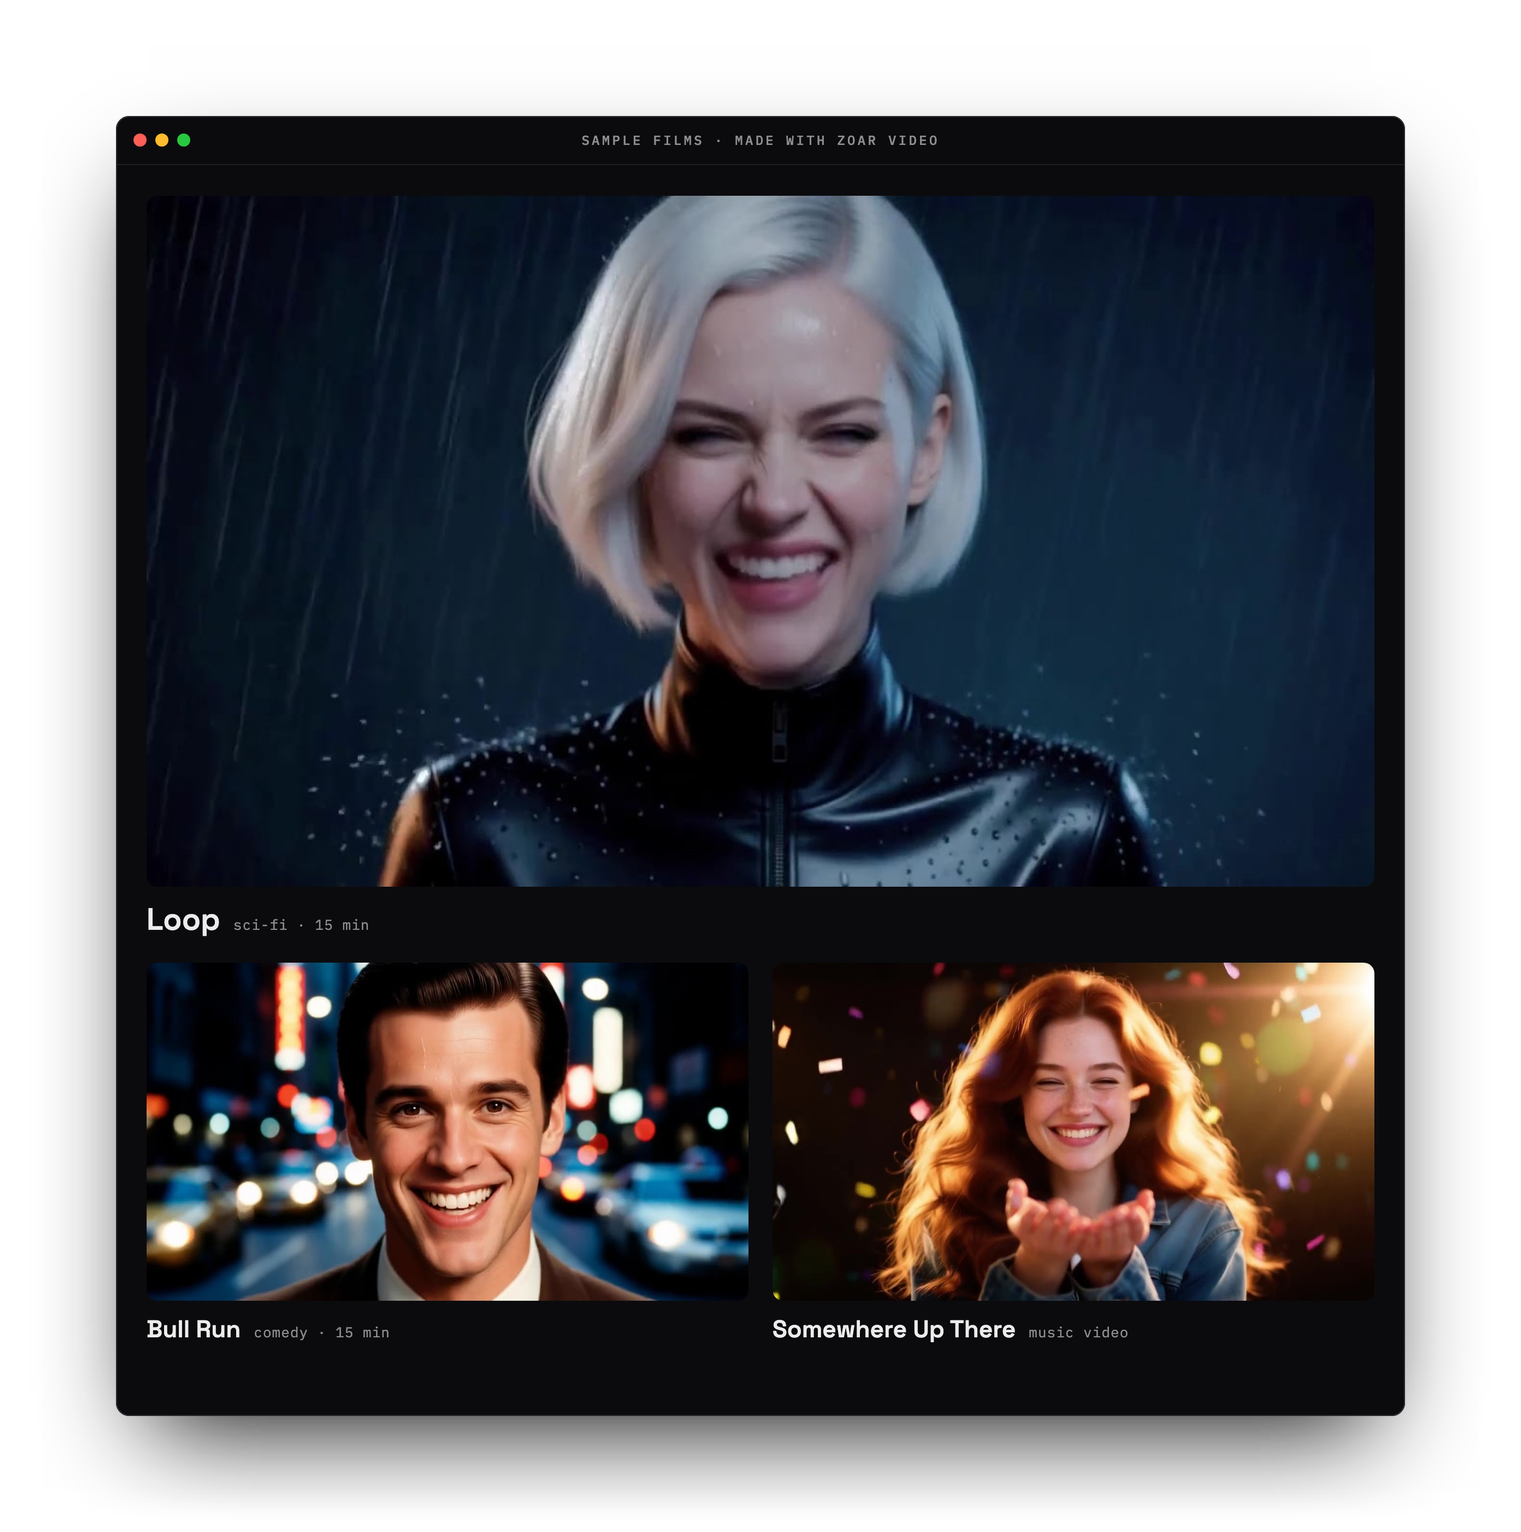 SAMPLE FILMS · MADE WITH ZOAR VIDEO
Loop sci-fi · 15 min
Bull Run comedy · 15 min
Somewhere Up There music video